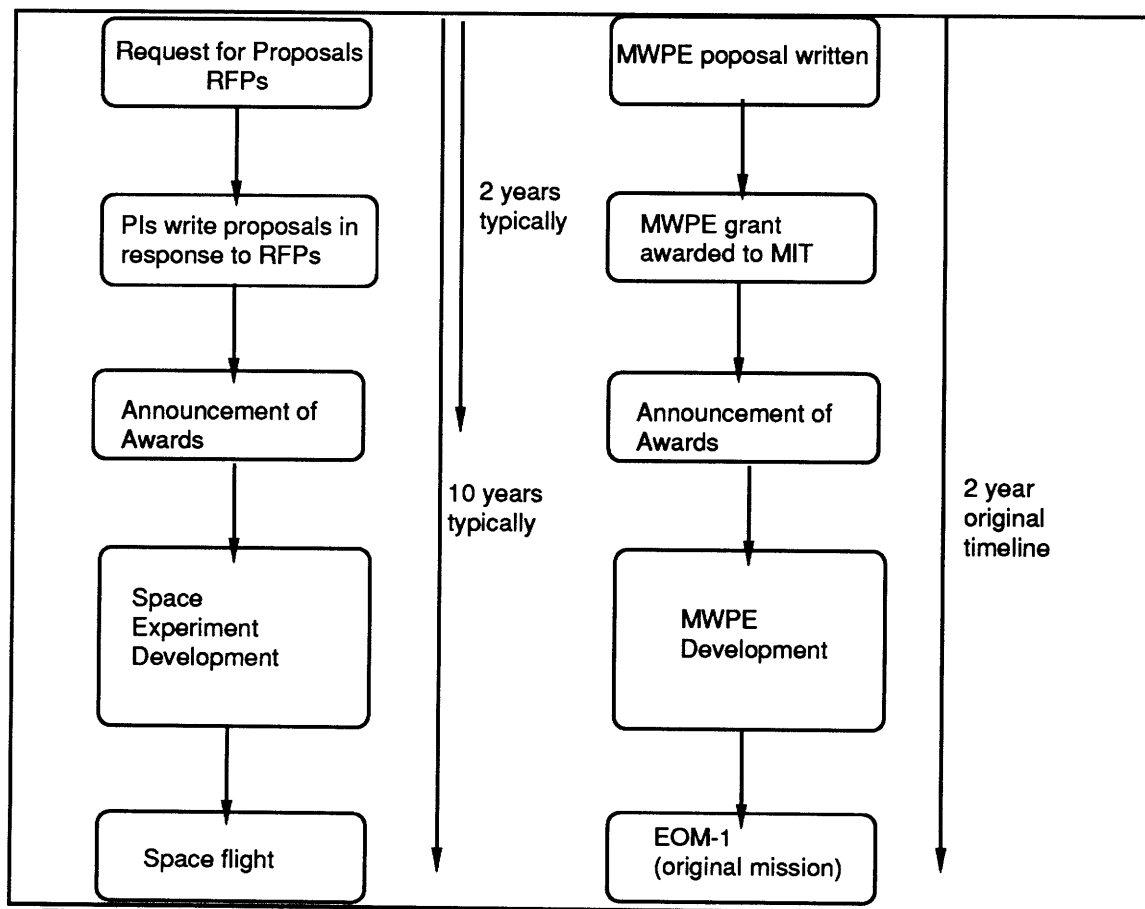 Request for Proposals
RFPs
PIs write proposals in
response to RFPs
Announcement of
Awards
Space
Experiment
Development
Space flight
2 years
typically
10 years
typically
MWPE poposal written
MWPE grant
awarded to MIT
Announcement of
Awards
MWPE
Development
EOM-1
(original mission)
2 year
original
timeline